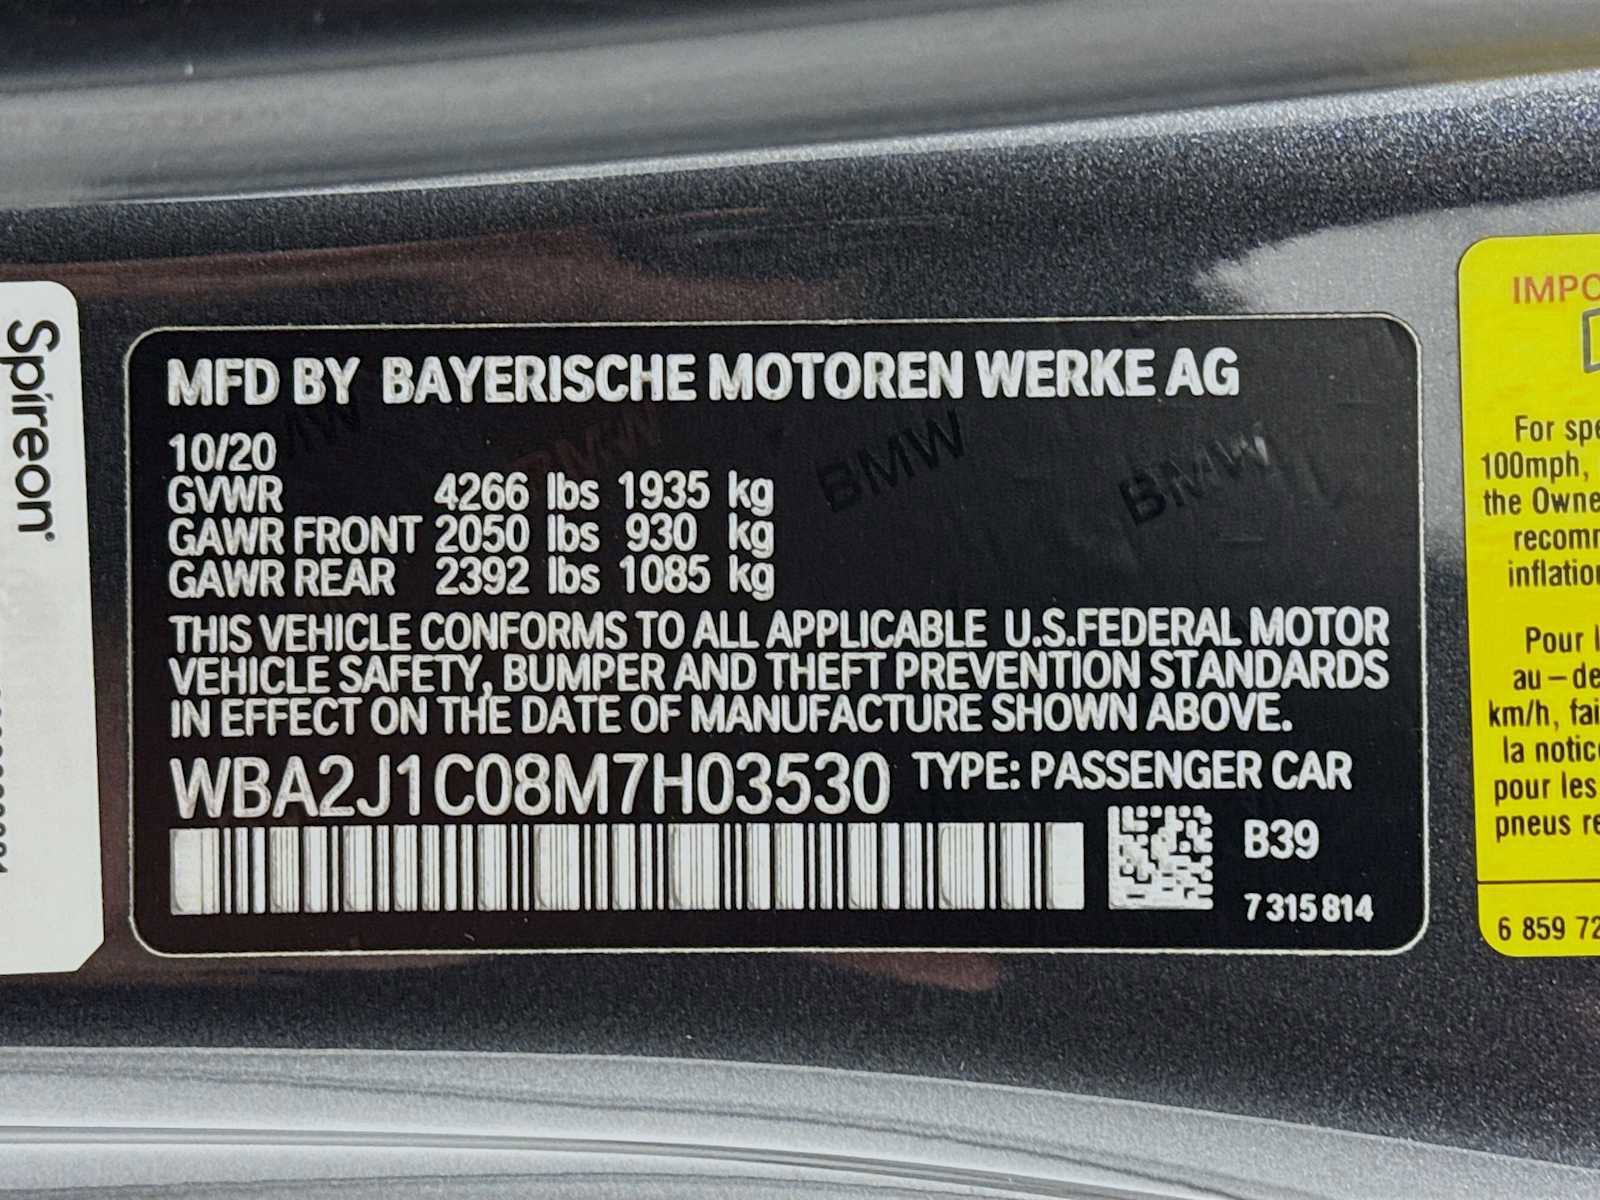 Spireon
MFD BY BAYERISCHE MOTOREN WERKE AG
10/20
GVWR 4266 lbs 1935 kg
GAWR FRONT 2050 lbs 930 kg
GAWR REAR 2392 lbs 1085 kg
THIS VEHICLE CONFORMS TO ALL APPLICABLE U.S.FEDERAL MOTOR
VEHICLE SAFETY, BUMPER AND THEFT PREVENTION STANDARDS
IN EFFECT ON THE DATE OF MANUFACTURE SHOWN ABOVE.
WBA2J1C08M7H03530 TYPE: PASSENGER CAR
B39
7 315 814
BMW BMW BMW BMW
IMPO
For spe
100mph,
the Owne
recomm
inflation
Pour l
au – de
km/h, fai
la notice
pour les
pneus re
6 859 72